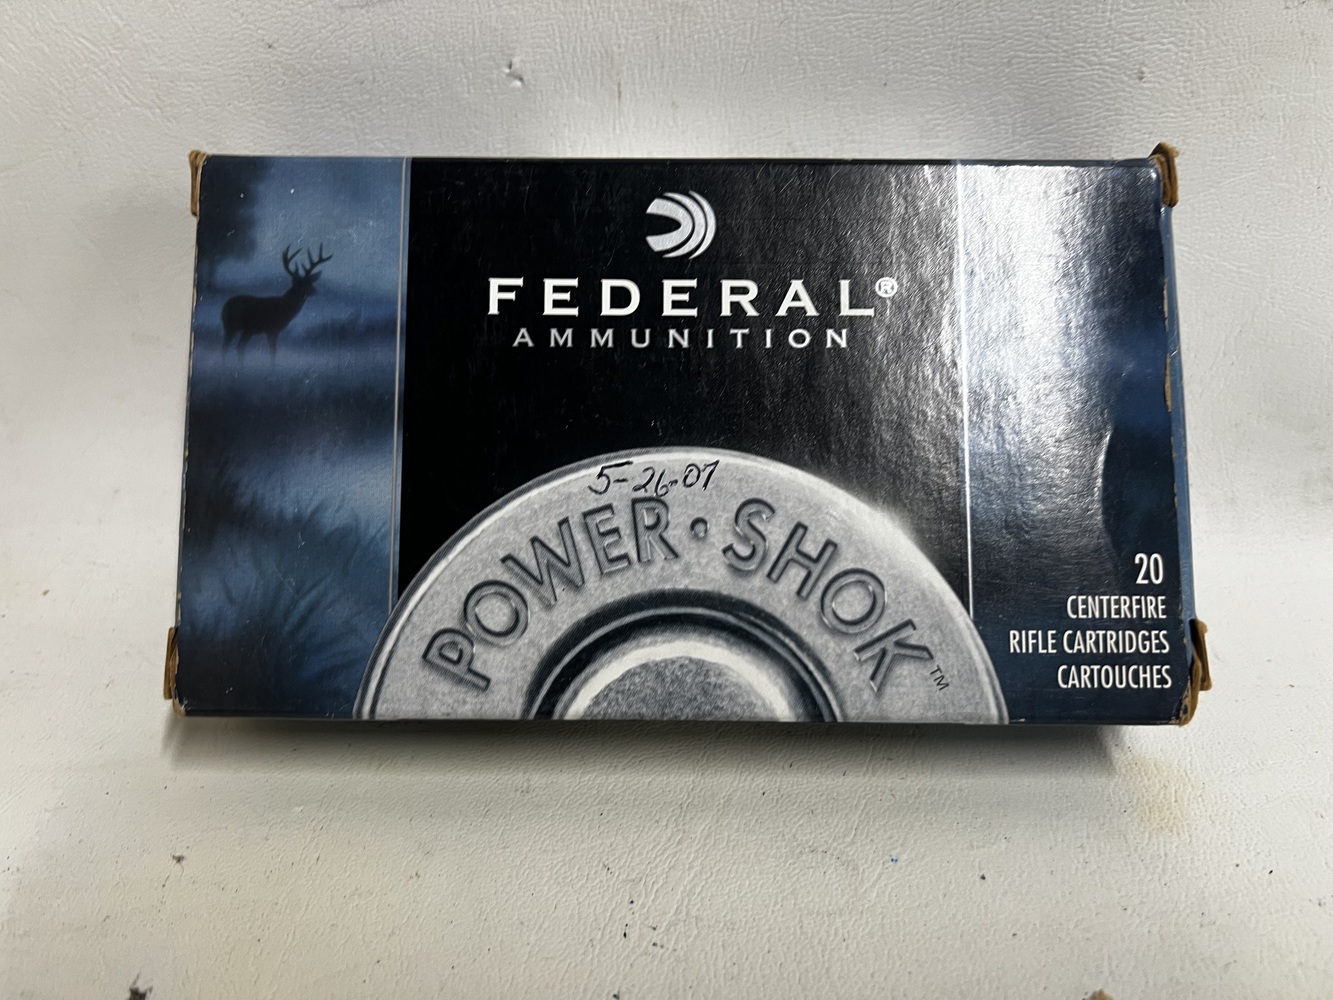 FEDERAL®
AMMUNITION
5-26-07
POWER·SHOK™
20
CENTERFIRE
RIFLE CARTRIDGES
CARTOUCHES